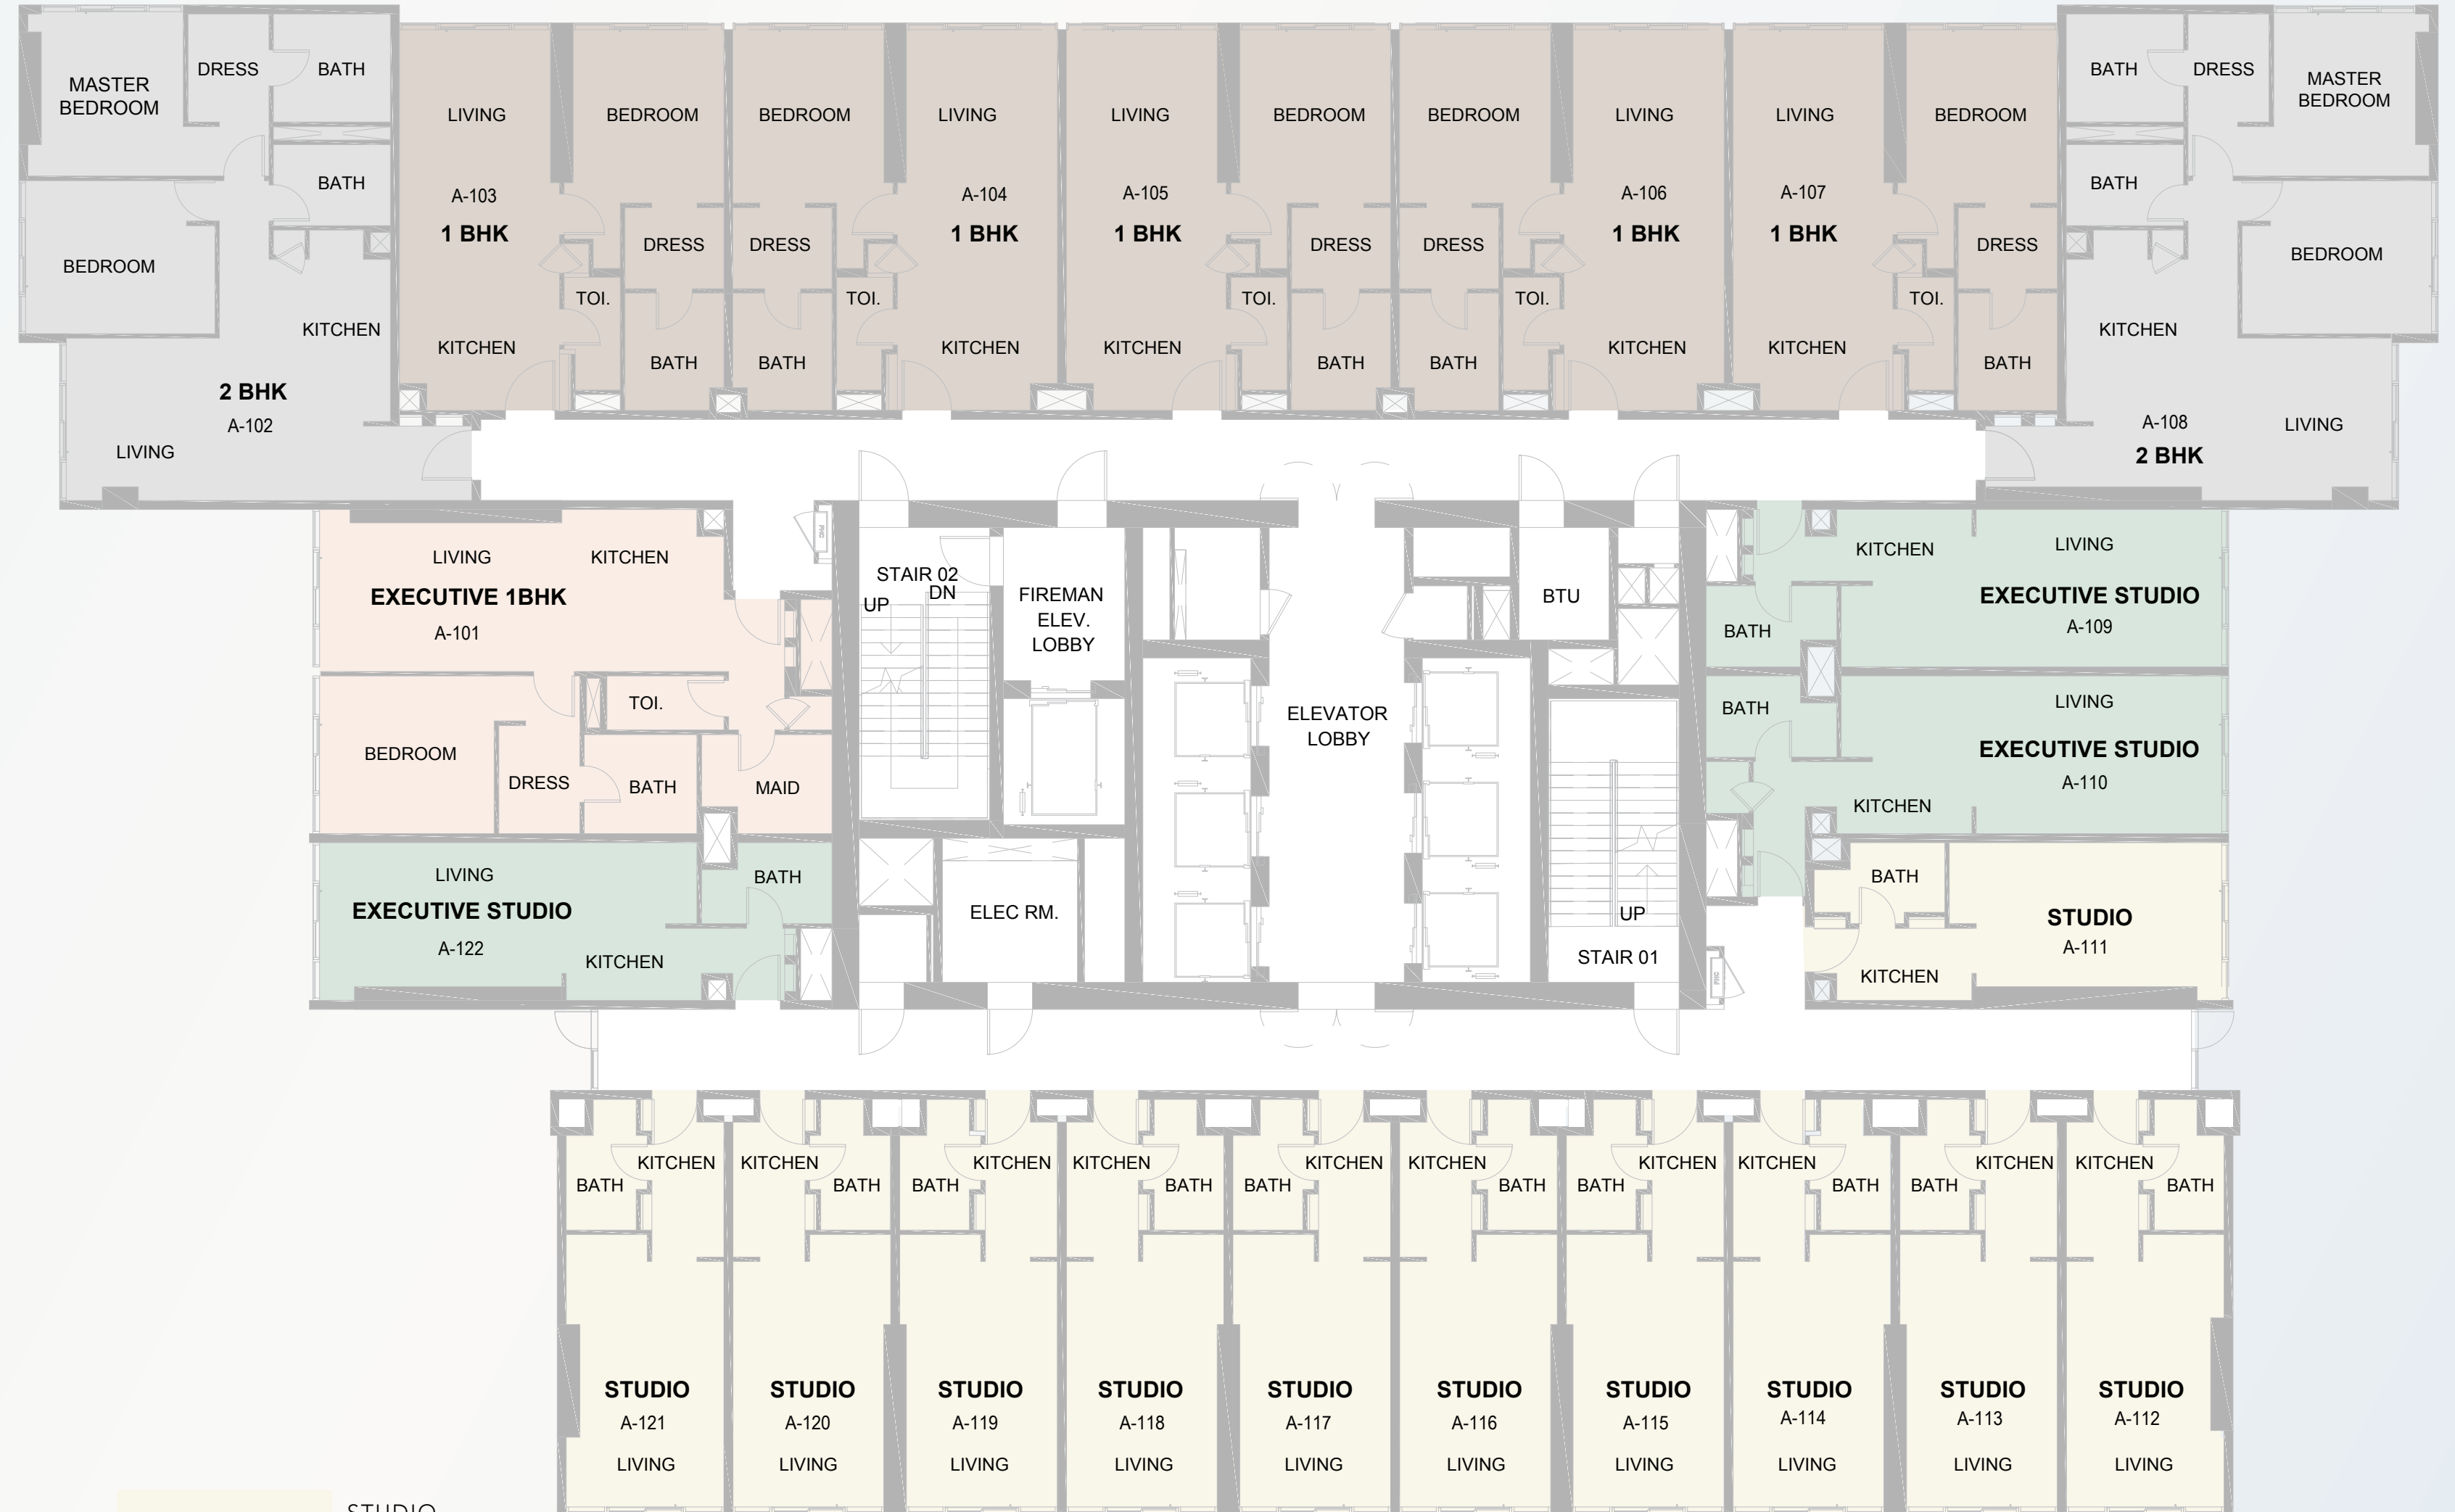 MASTER
BEDROOM
DRESS
BATH
BATH
BEDROOM
KITCHEN
2 BHK
A-102
LIVING
LIVING
A-103
1 BHK
KITCHEN
BEDROOM
DRESS
TOI.
BATH
BEDROOM
DRESS
TOI.
BATH
LIVING
A-104
1 BHK
KITCHEN
LIVING
A-105
1 BHK
KITCHEN
BEDROOM
DRESS
TOI.
BATH
BEDROOM
DRESS
TOI.
BATH
LIVING
A-106
1 BHK
KITCHEN
LIVING
A-107
1 BHK
KITCHEN
BEDROOM
DRESS
TOI.
BATH
BATH
DRESS
MASTER
BEDROOM
BATH
BEDROOM
KITCHEN
A-108
2 BHK
LIVING
LIVING
KITCHEN
EXECUTIVE 1BHK
A-101
TOI.
BEDROOM
DRESS
BATH
MAID
LIVING
BATH
EXECUTIVE STUDIO
A-122
KITCHEN
STAIR 02
DN
UP
FIREMAN
ELEV.
LOBBY
ELEC RM.
ELEVATOR
LOBBY
BTU
UP
STAIR 01
KITCHEN
LIVING
EXECUTIVE STUDIO
A-109
BATH
BATH
LIVING
EXECUTIVE STUDIO
A-110
KITCHEN
BATH
STUDIO
A-111
KITCHEN
KITCHEN
BATH
STUDIO
A-121
LIVING
KITCHEN
BATH
STUDIO
A-120
LIVING
KITCHEN
BATH
STUDIO
A-119
LIVING
KITCHEN
BATH
STUDIO
A-118
LIVING
KITCHEN
BATH
STUDIO
A-117
LIVING
KITCHEN
BATH
STUDIO
A-116
LIVING
KITCHEN
BATH
STUDIO
A-115
LIVING
KITCHEN
BATH
STUDIO
A-114
LIVING
KITCHEN
BATH
STUDIO
A-113
LIVING
KITCHEN
BATH
STUDIO
A-112
LIVING
STUDIO